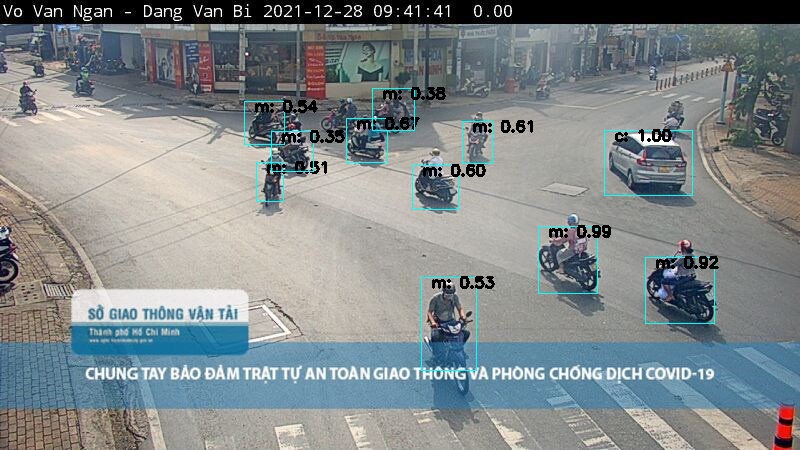 Vo Van Ngan - Dang Van Bi 2021-12-28 09:41:41 0.00
m: 0.38
m: 0.54
m: 0.67
m: 0.61
m: 0.35
c: 1.00
m: 0.51
m: 0.60
m: 0.99
m: 0.92
m: 0.53
SỞ GIAO THÔNG VẬN TẢI
Thành phố Hồ Chí Minh
CHUNG TAY BẢO ĐẢM TRẬT TỰ AN TOÀN GIAO THÔNG VÀ PHÒNG CHỐNG DỊCH COVID-19